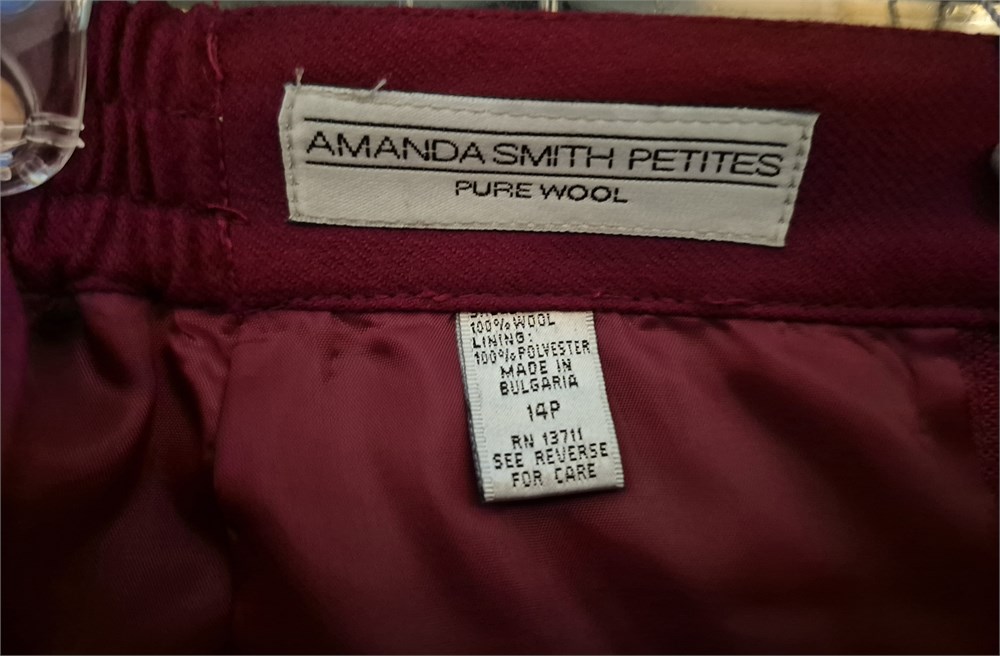 AMANDA SMITH PETITES
PURE WOOL
100% WOOL
LINING:
100% POLYESTER
MADE IN
BULGARIA
14P
RN 13711
SEE REVERSE
FOR CARE